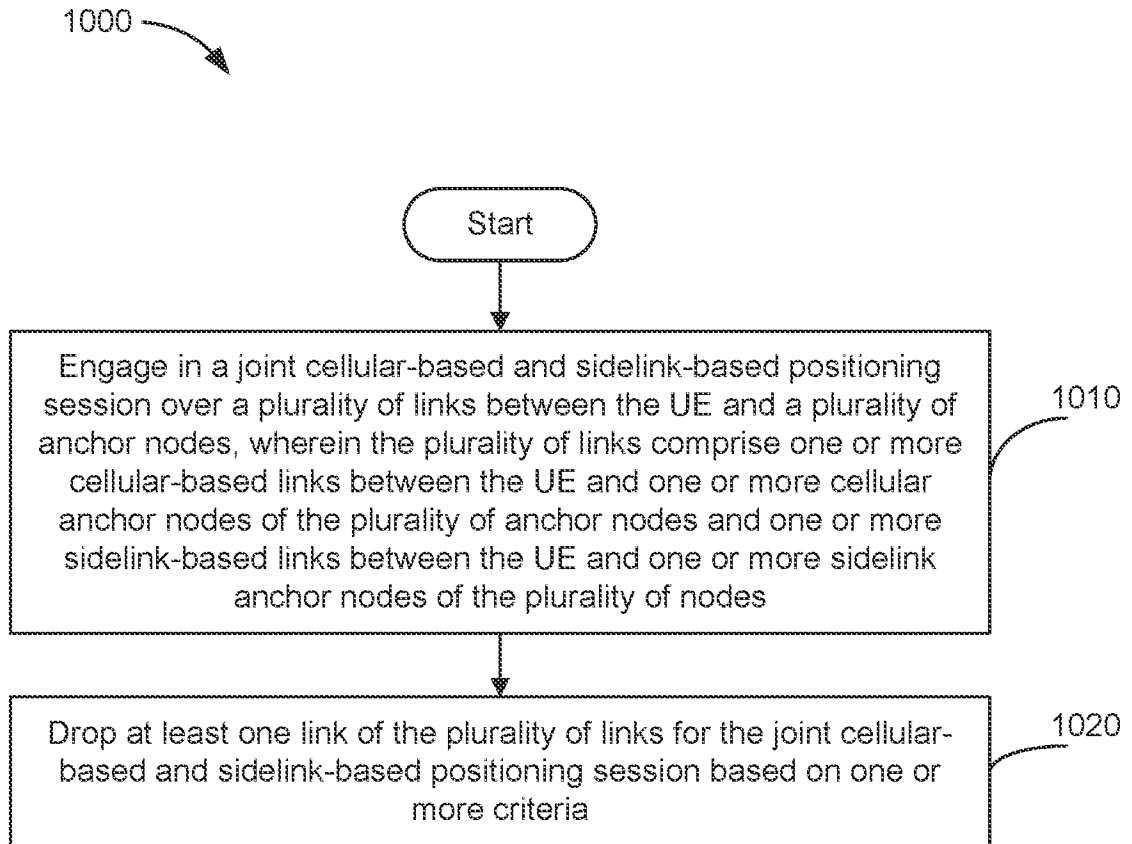 1000
Start
Engage in a joint cellular-based and sidelink-based positioning
session over a plurality of links between the UE and a plurality of
anchor nodes, wherein the plurality of links comprise one or more
cellular-based links between the UE and one or more cellular
anchor nodes of the plurality of anchor nodes and one or more
sidelink-based links between the UE and one or more sidelink
anchor nodes of the plurality of nodes
1010
Drop at least one link of the plurality of links for the joint cellular-
based and sidelink-based positioning session based on one or
more criteria
1020